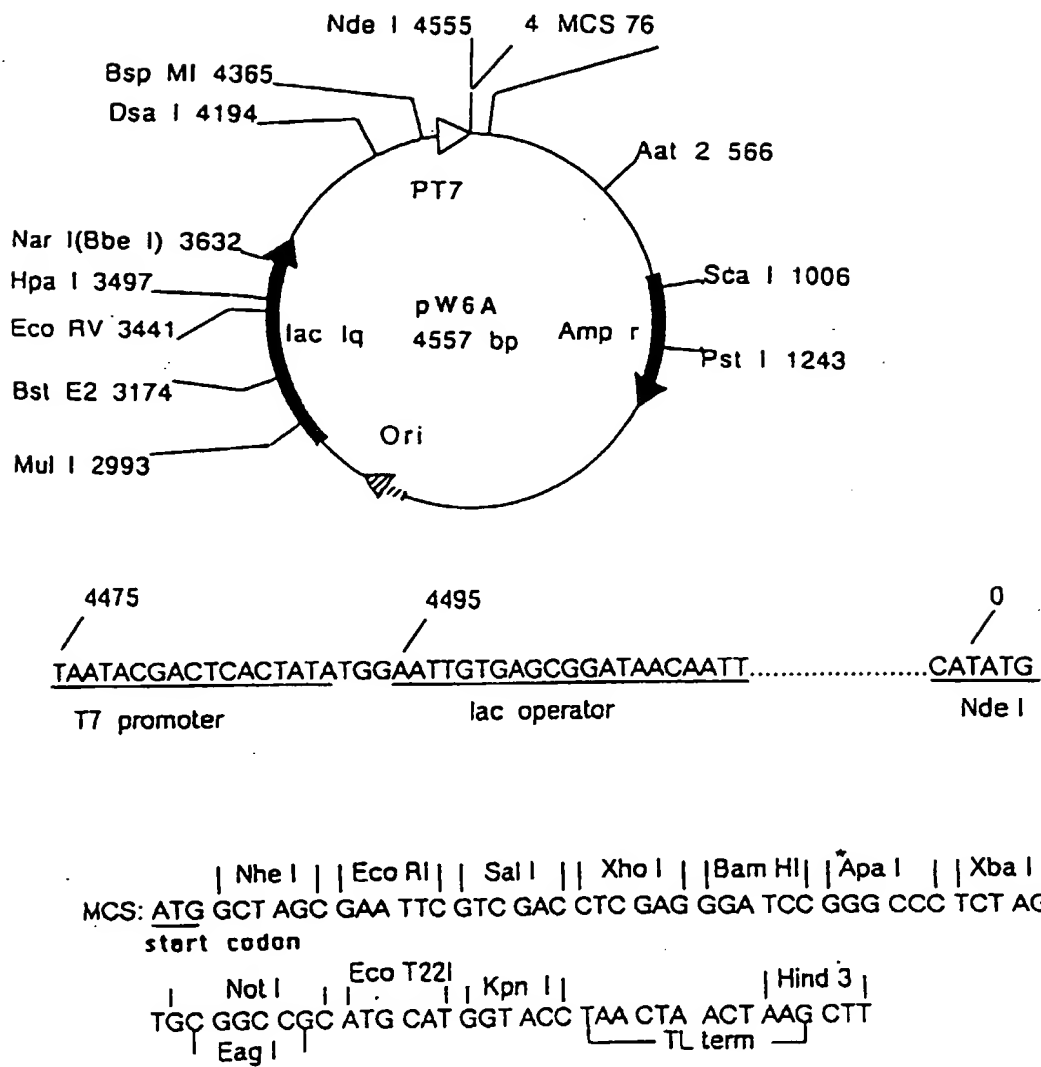 Nde I 4555 4 MCS 76
Bsp MI 4365
Dsa I 4194
Aat 2 566
PT7
Nar I(Bbe I) 3632
Hpa I 3497
Eco RV 3441
Bst E2 3174
Mul I 2993
lac Iq
pW6A
4557 bp
Amp r
Sca I 1006
Pst I 1243
Ori
4475 4495 0
TAATACGACTCACTATATGGAATTGTGAGCGGATAACAATT.......................CATATG
T7 promoter lac operator Nde I
Nhe I Eco RI Sal I Xho I Bam HI *Apa I Xba I
MCS: ATG GCT AGC GAA TTC GTC GAC CTC GAG GGA TCC GGG CCC TCT AG
start codon
Not I Eco T22I Kpn I Hind 3
TGC GGC CGC ATG CAT GGT ACC TAA CTA ACT AAG CTT
Eag I TL term